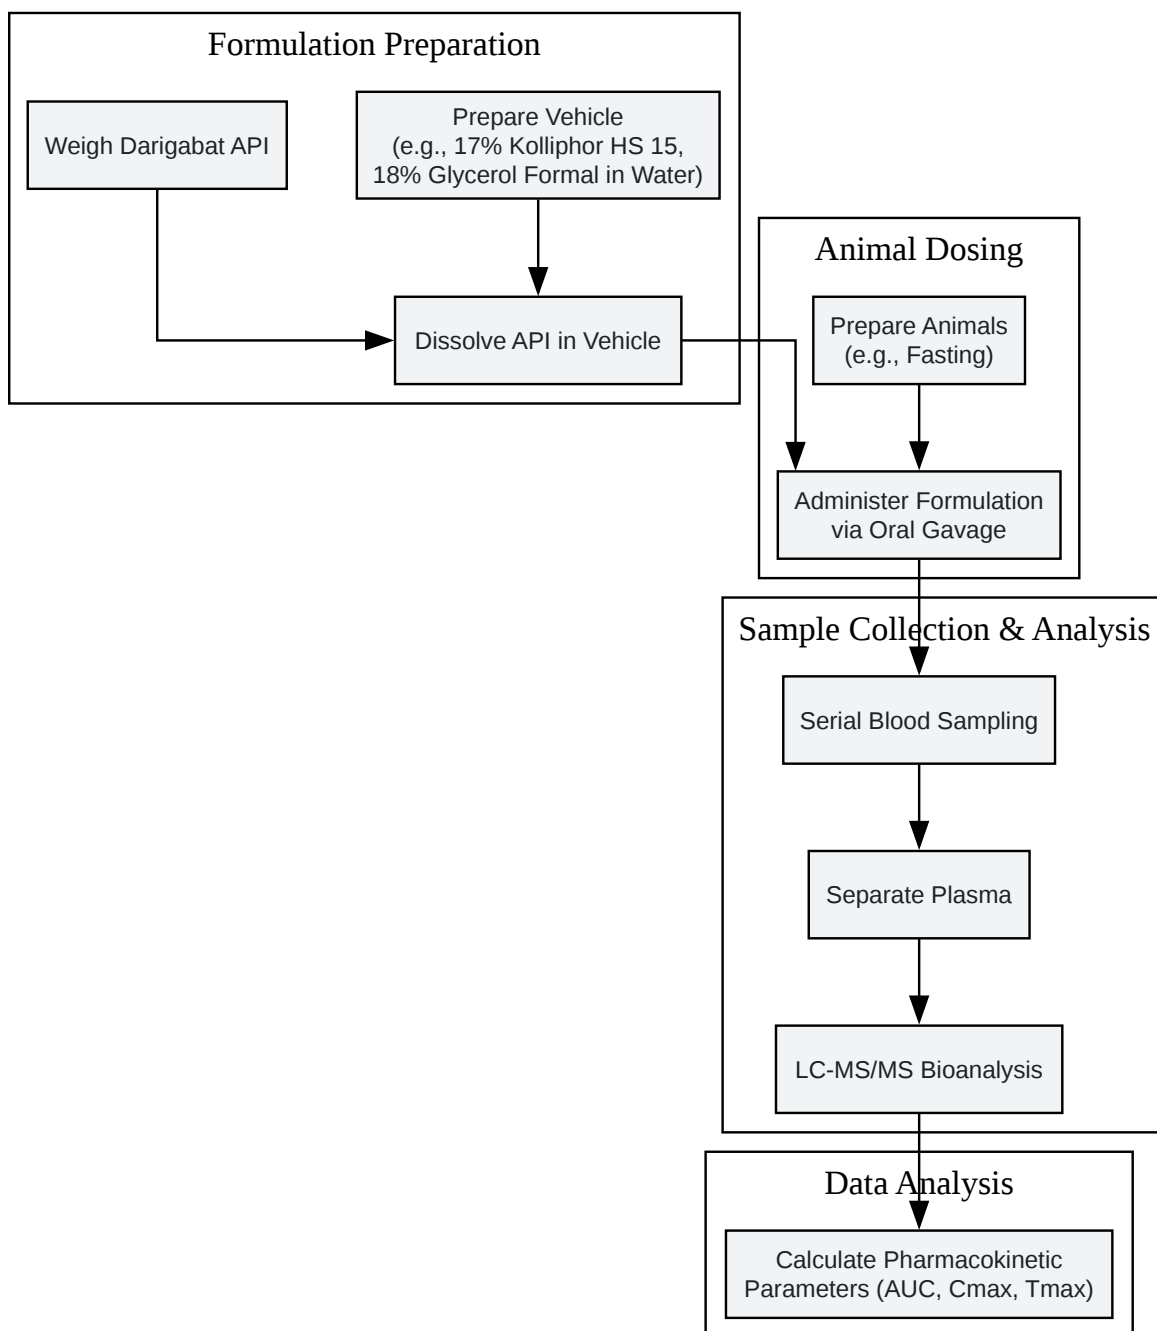 Formulation Preparation
Weigh Darigabat API
Prepare Vehicle
(e.g., 17% Kolliphor HS 15,
18% Glycerol Formal in Water)
Dissolve API in Vehicle
Animal Dosing
Prepare Animals
(e.g., Fasting)
Administer Formulation
via Oral Gavage
Sample Collection & Analysis
Serial Blood Sampling
Separate Plasma
LC-MS/MS Bioanalysis
Data Analysis
Calculate Pharmacokinetic
Parameters (AUC, Cmax, Tmax)